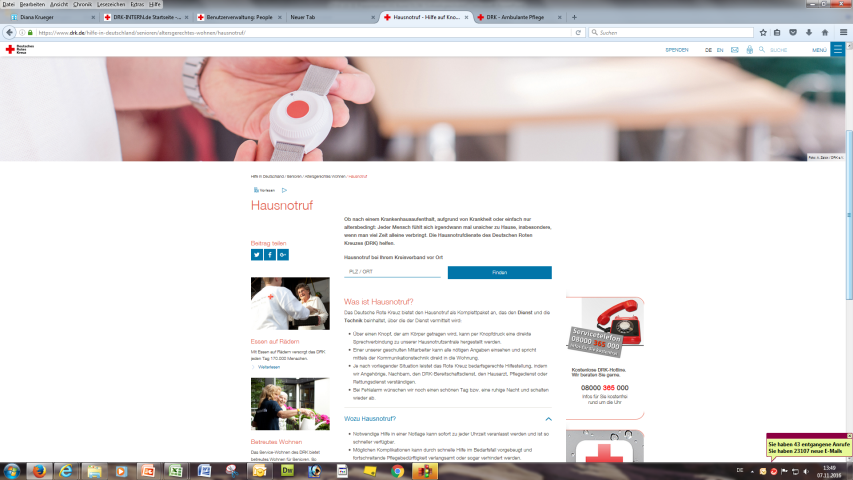 Datei Bearbeiten Ansicht Chronik Lesezeichen Extras Hilfe
Diana Krueger
DRK-INTERN.de Startseite -...
Benutzerverwaltung: People
Neuer Tab
Hausnotruf - Hilfe auf Kno...
DRK - Ambulante Pflege
https://www.drk.de/hilfe-in-deutschland/senioren/altersgerechtes-wohnen/hausnotruf/
Suchen
Deutsches
Rotes
Kreuz
SPENDEN
DE EN
SUCHE
MENÜ
Hilfe in Deutschland / Senioren / Altersgerechtes Wohnen / Hausnotruf
Vorlesen
Hausnotruf
Ob nach einem Krankenhausaufenthalt, aufgrund von Krankheit oder einfach nur
altersbedingt: Jeder Mensch fühlt sich irgendwann mal unsicher zu Hause, insbesondere,
wenn man viel Zeit alleine verbringt. Die Hausnotrufdienste des Deutschen Roten
Kreuzes (DRK) helfen.
Beitrag teilen
Hausnotruf bei Ihrem Kreisverband vor Ort
PLZ / ORT
Finden
Was ist Hausnotruf?
Das Deutsche Rote Kreuz bietet den Hausnotruf als Komplettpaket an, das den Dienst und die
Technik beinhaltet, über die der Dienst vermittelt wird:
Über einen Knopf, der am Körper getragen wird, kann per Knopfdruck eine direkte
Sprechverbindung zu unserer Hausnotrufzentrale hergestellt werden.
Einer unserer geschulten Mitarbeiter kann alle nötigen Angaben einsehen und spricht
mittels der Kommunikationstechnik direkt in die Wohnung.
Je nach vorliegender Situation leistet das Rote Kreuz bedarfsgerechte Hilfestellung, indem
wir Angehörige, Nachbarn, den DRK-Bereitschaftsdienst, den Hausarzt, Pflegedienst oder
Rettungsdienst verständigen.
Bei Fehlalarm wünschen wir noch einen schönen Tag bzw. eine ruhige Nacht und schalten
wieder ab.
Wozu Hausnotruf?
Notwendige Hilfe in einer Notlage kann sofort zu jeder Uhrzeit veranlasst werden und ist so
schneller verfügbar.
Möglichen Komplikationen kann durch schnelle Hilfe im Bedarfsfall vorgebeugt und
fortschreitende Pflegebedürftigkeit verlangsamt oder sogar verhindert werden.
Essen auf Rädern
Mit Essen auf Rädern versorgt das DRK
jeden Tag 170.000 Menschen.
Weiterlesen
Betreutes Wohnen
Das Service-Wohnen des DRK bietet
betreutes Wohnen für Senioren. So
Servicetelefon
08000 365 000
Kostenlose DRK-Hotline.
Wir beraten Sie gerne.
08000 365 000
Infos für Sie kostenfrei
rund um die Uhr
Sie haben 43 entgangene Anrufe
Sie haben 23107 neue E-Mails
DE
13:49
07.11.2016